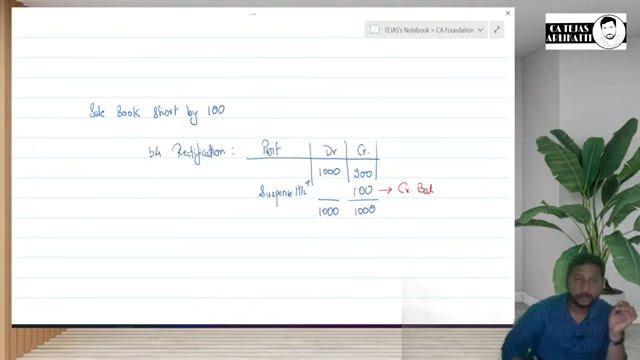 CA TEJAS
ARLIKATTI
TEJAS's Notebook > CA Foundation
Sale Book Short by 100
b4 Rectification : Part Dr. Cr.
1000 900
Suspense A/c 100 → Cr. Bal
1000 1000